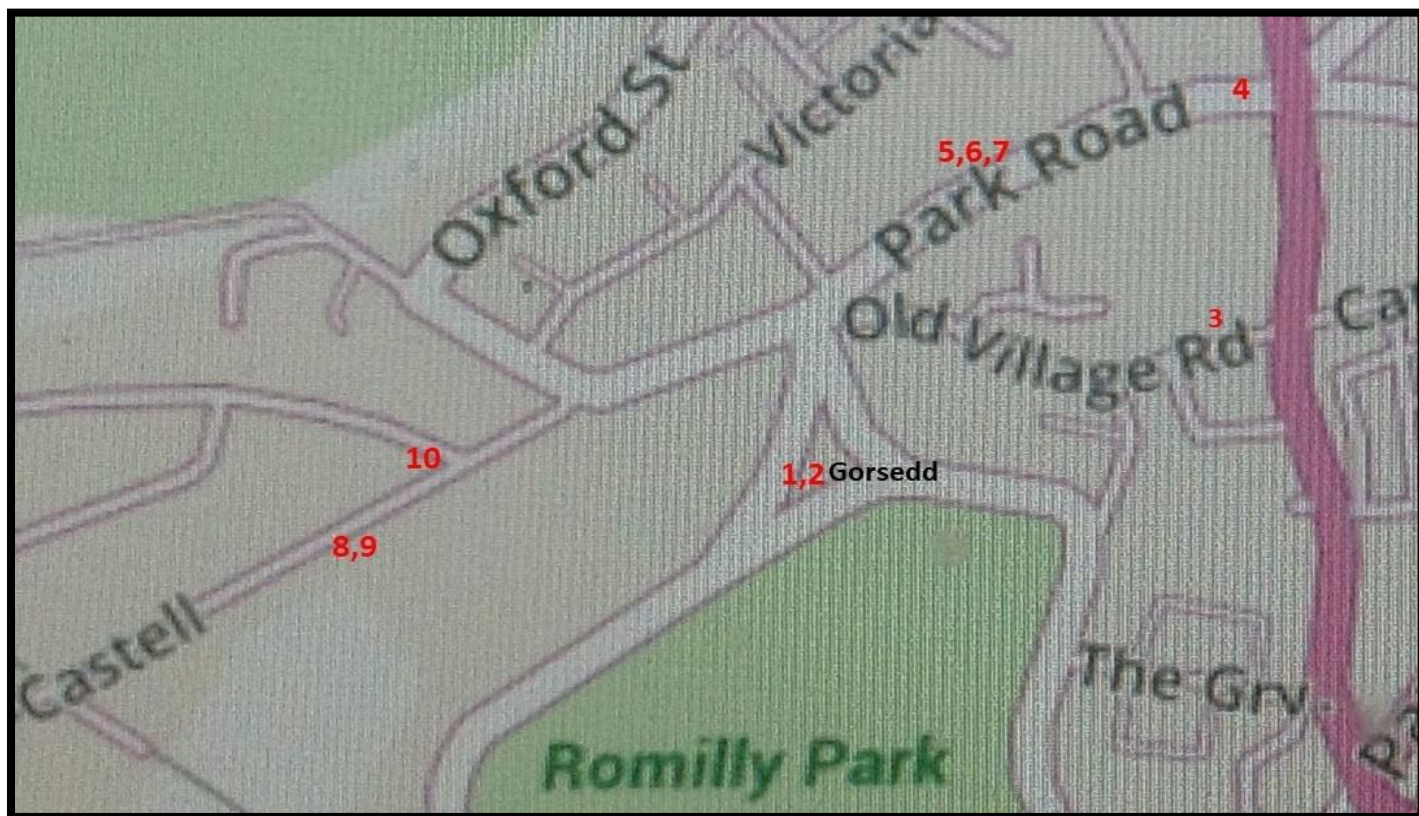 Oxford St
Victoria
4
5,6,7
Park Road
Old Village Rd
3
10
1,2 Gorsedd
8,9
Castell
The Grv
Romilly Park